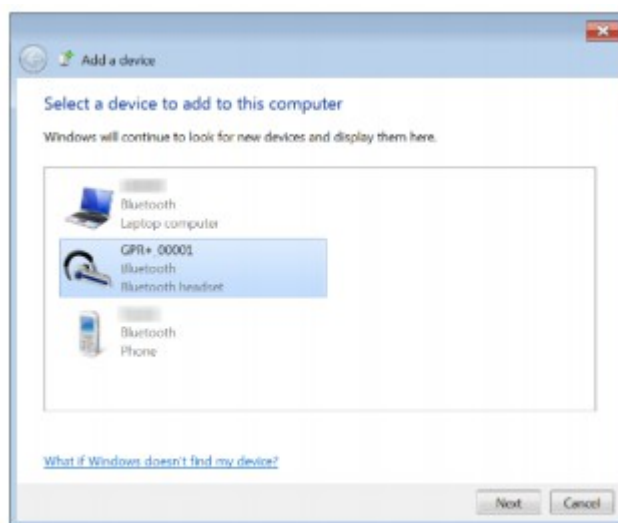 Add a device
Select a device to add to this computer
Windows will continue to look for new devices and display them here.
Bluetooth
Laptop computer
GPR+_00001
Bluetooth
Bluetooth headset
Bluetooth
Phone
What if Windows doesn't find my device?
Next
Cancel